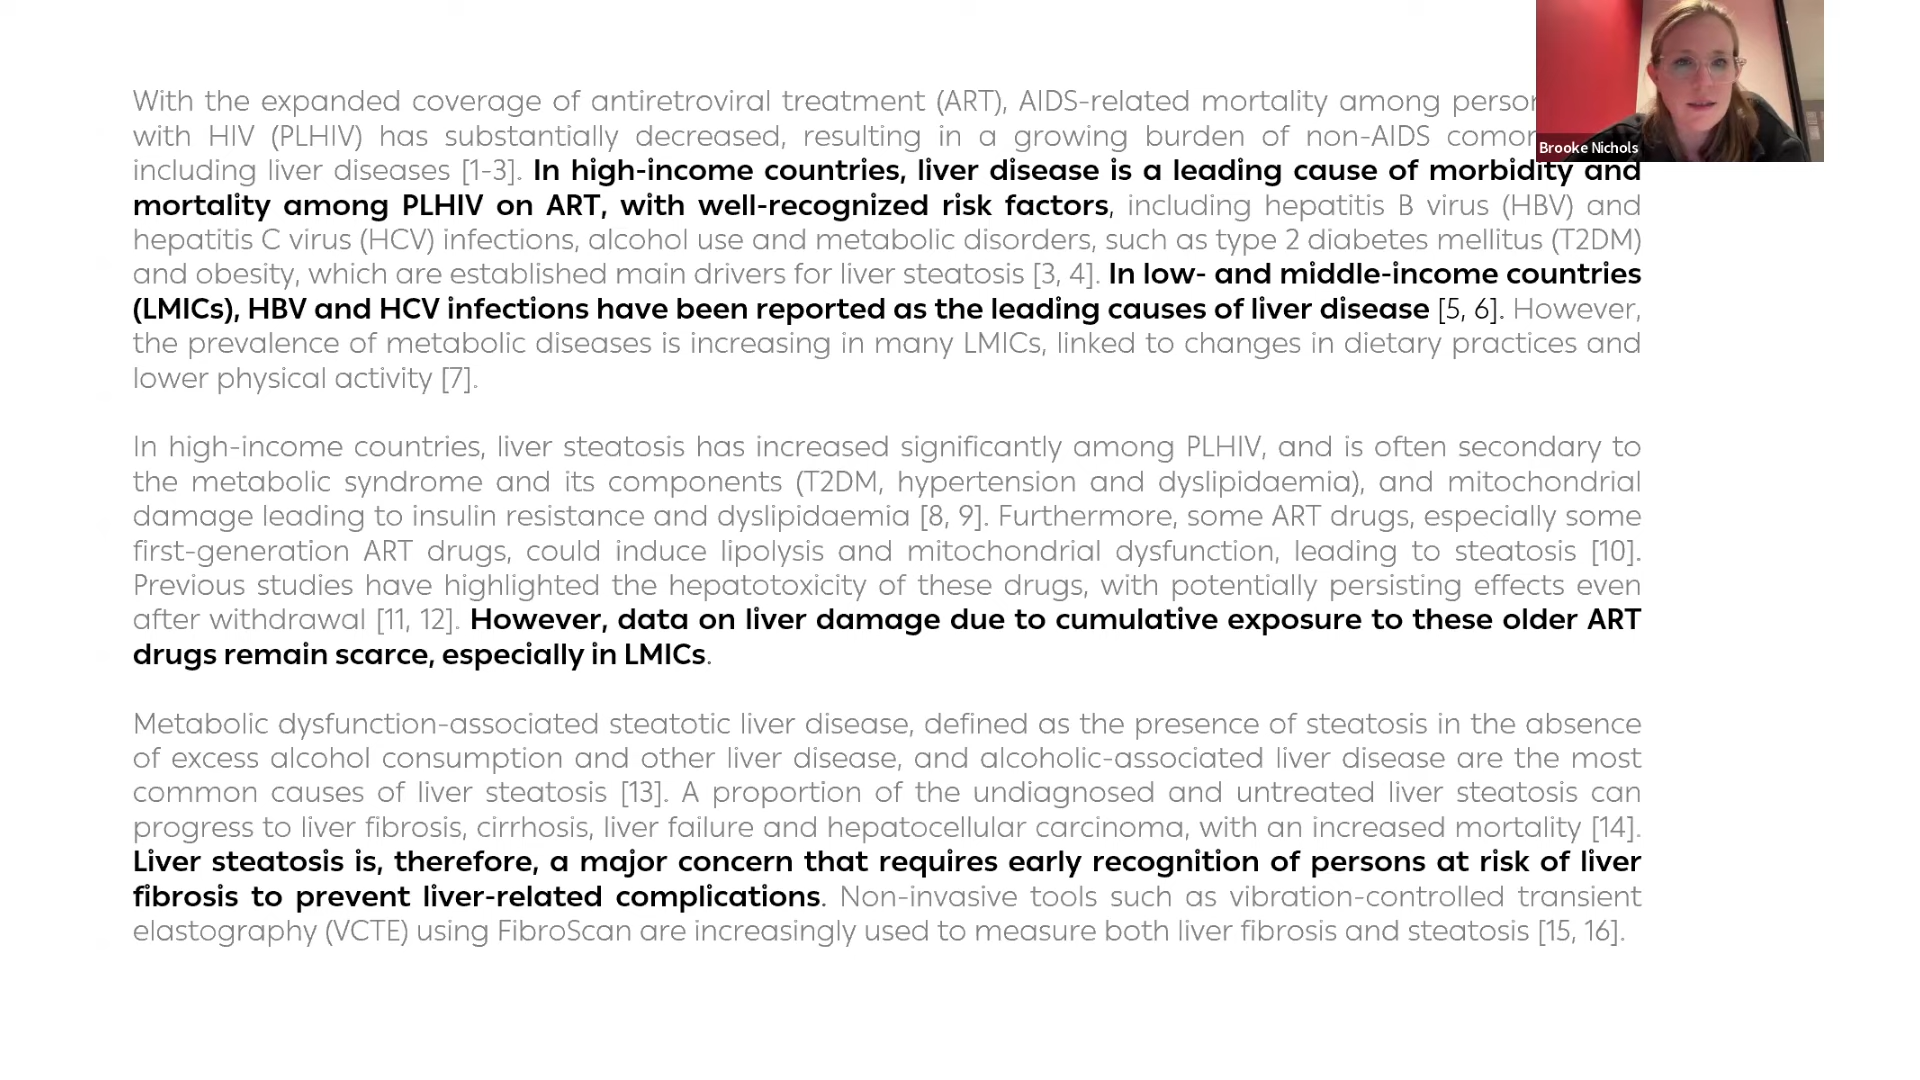 With the expanded coverage of antiretroviral treatment (ART), AIDS-related mortality among
with HIV (PLHIV) has substantially decreased, resulting in a growing burden of non-AIDS
including liver diseases [1-3]. In high-income countries, liver disease is a leading cause of morbidity and
mortality among PLHIV on ART, with well-recognized risk factors, including hepatitis B virus (HBV) and
hepatitis C virus (HCV) infections, alcohol use and metabolic disorders, such as type 2 diabetes mellitus (T2DM)
and obesity, which are established main drivers for liver steatosis [3, 4]. In low- and middle-income countries
(LMICs), HBV and HCV infections have been reported as the leading causes of liver disease [5, 6]. However,
the prevalence of metabolic diseases is increasing in many LMICs, linked to changes in dietary practices and
lower physical activity [7].
In high-income countries, liver steatosis has increased significantly among PLHIV, and is often secondary to
the metabolic syndrome and its components (T2DM, hypertension and dyslipidaemia), and mitochondrial
damage leading to insulin resistance and dyslipidaemia [8, 9]. Furthermore, some ART drugs, especially some
first-generation ART drugs, could induce lipolysis and mitochondrial dysfunction, leading to steatosis [10].
Previous studies have highlighted the hepatotoxicity of these drugs, with potentially persisting effects even
after withdrawal [11, 12]. However, data on liver damage due to cumulative exposure to these older ART
drugs remain scarce, especially in LMICs.
Metabolic dysfunction-associated steatotic liver disease, defined as the presence of steatosis in the absence
of excess alcohol consumption and other liver disease, and alcoholic-associated liver disease are the most
common causes of liver steatosis [13]. A proportion of the undiagnosed and untreated liver steatosis can
progress to liver fibrosis, cirrhosis, liver failure and hepatocellular carcinoma, with an increased mortality [14].
Liver steatosis is, therefore, a major concern that requires early recognition of persons at risk of liver
fibrosis to prevent liver-related complications. Non-invasive tools such as vibration-controlled transient
elastography (VCTE) using FibroScan are increasingly used to measure both liver fibrosis and steatosis [15, 16].
Brooke Nichols